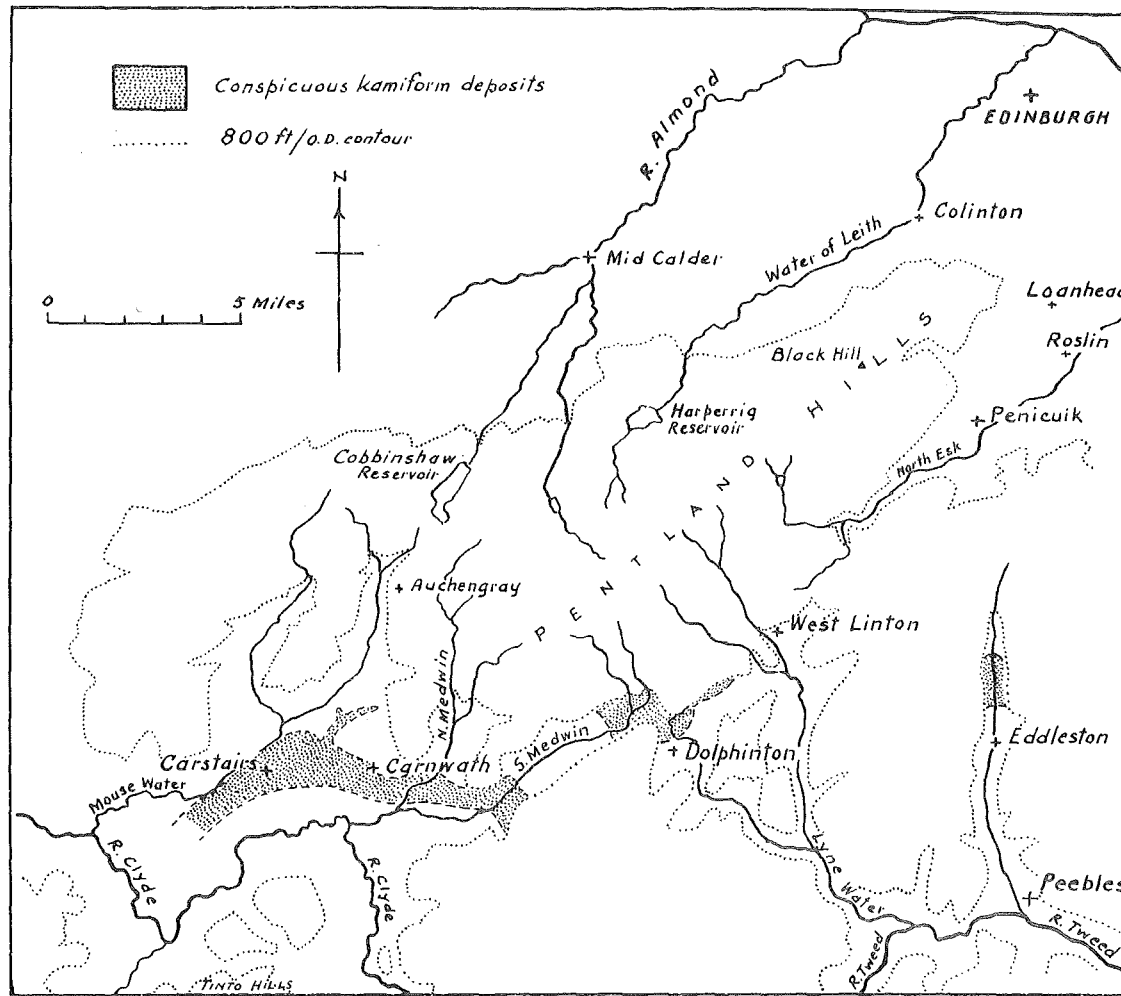 Conspicuous kamiform deposits
800 ft/O.D. contour
N
0
5 Miles
R. Almond
EDINBURGH
Colinton
Water of Leith
Mid Calder
Loanhead
Roslin
Black Hill
Harperrig
Reservoir
Penicuik
North Esk
Cobbinshaw
Reservoir
PENTLAND HILLS
Auchengray
West Linton
N. Medwin
S. Medwin
Eddleston
Dolphinton
Carstairs
Carnwath
Mouse Water
R. Clyde
R. Clyde
Lyne
Water
Peebles
R. Tweed
R. Tweed
TINTO HILLS